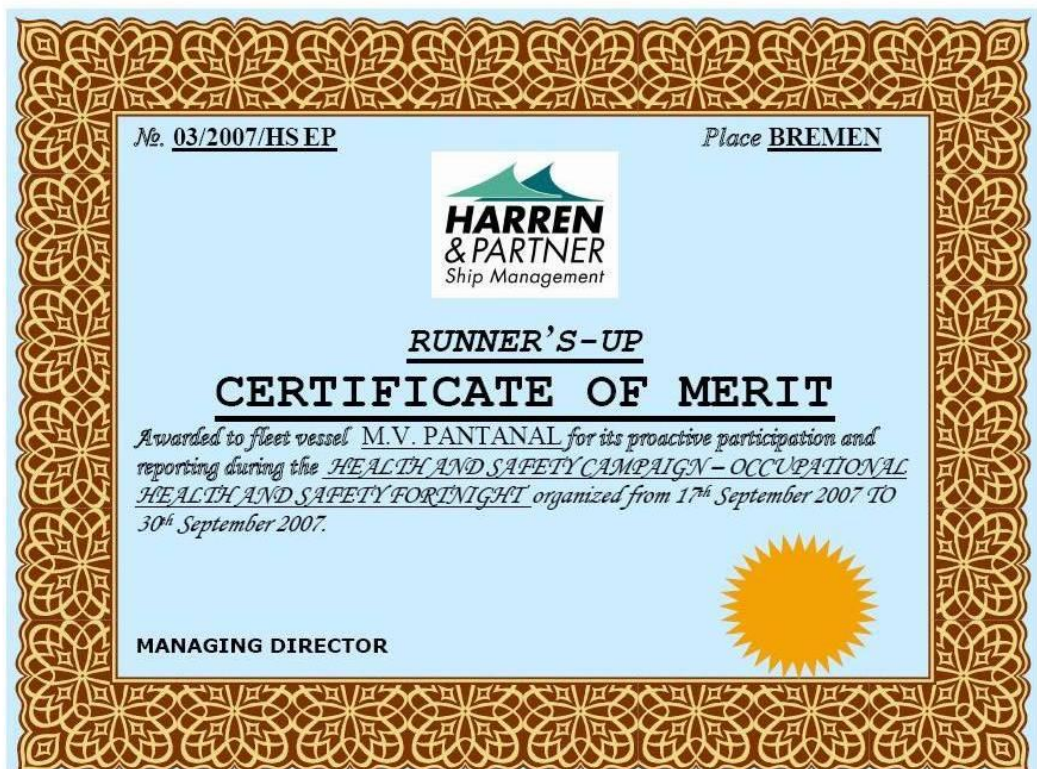 №. 03/2007/HS EP Place BREMEN
HARREN
& PARTNER
Ship Management
RUNNER’S-UP
CERTIFICATE OF MERIT
Awarded to fleet vessel M.V. PANTANAL for its proactive participation and
reporting during the HEALTH AND SAFETY CAMPAIGN – OCCUPATIONAL
HEALTH AND SAFETY FORTNIGHT organized from 17th September 2007 TO
30th September 2007.
MANAGING DIRECTOR